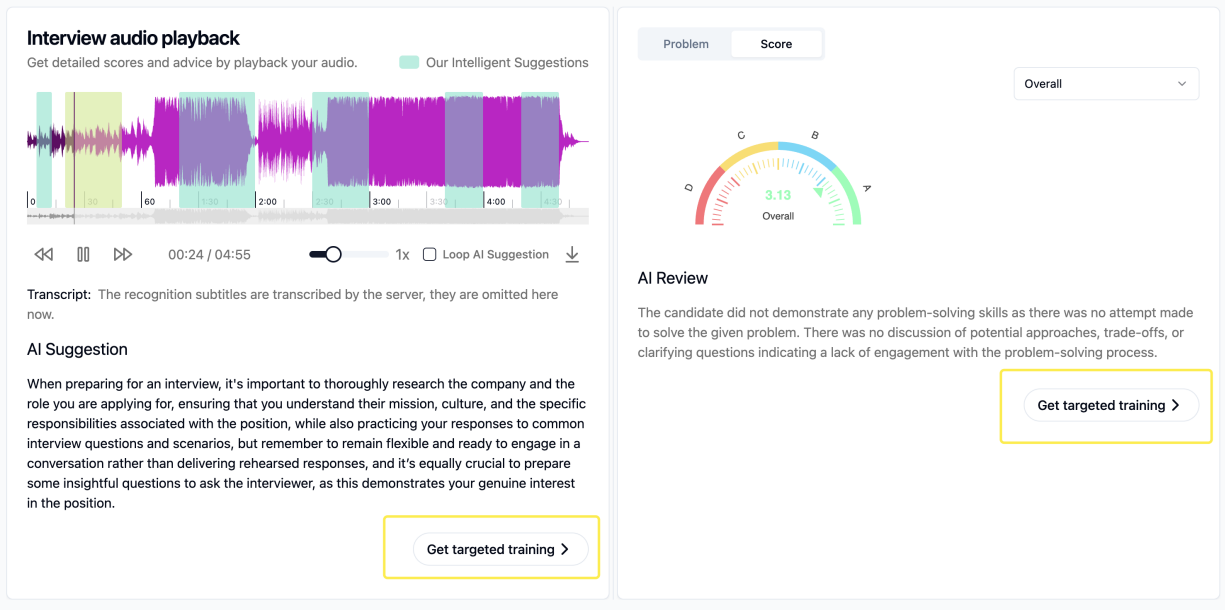 Interview audio playback
Get detailed scores and advice by playback your audio.
Our Intelligent Suggestions
0 30 60 1:30 2:00 2:30 3:00 3:30 4:00 4:30
00:24 / 04:55
1x
Loop AI Suggestion
Transcript: The recognition subtitles are transcribed by the server, they are omitted here
now.
AI Suggestion
When preparing for an interview, it's important to thoroughly research the company and the
role you are applying for, ensuring that you understand their mission, culture, and the specific
responsibilities associated with the position, while also practicing your responses to common
interview questions and scenarios, but remember to remain flexible and ready to engage in a
conversation rather than delivering rehearsed responses, and it’s equally crucial to prepare
some insightful questions to ask the interviewer, as this demonstrates your genuine interest
in the position.
Get targeted training
Problem
Score
Overall
D
C
B
A
3.13
Overall
AI Review
The candidate did not demonstrate any problem-solving skills as there was no attempt made
to solve the given problem. There was no discussion of potential approaches, trade-offs, or
clarifying questions indicating a lack of engagement with the problem-solving process.
Get targeted training